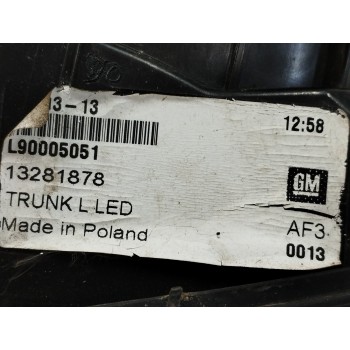 3-13
12:58
L90005051
13281878
GM
TRUNK L LED
AF3
Made in Poland
0013